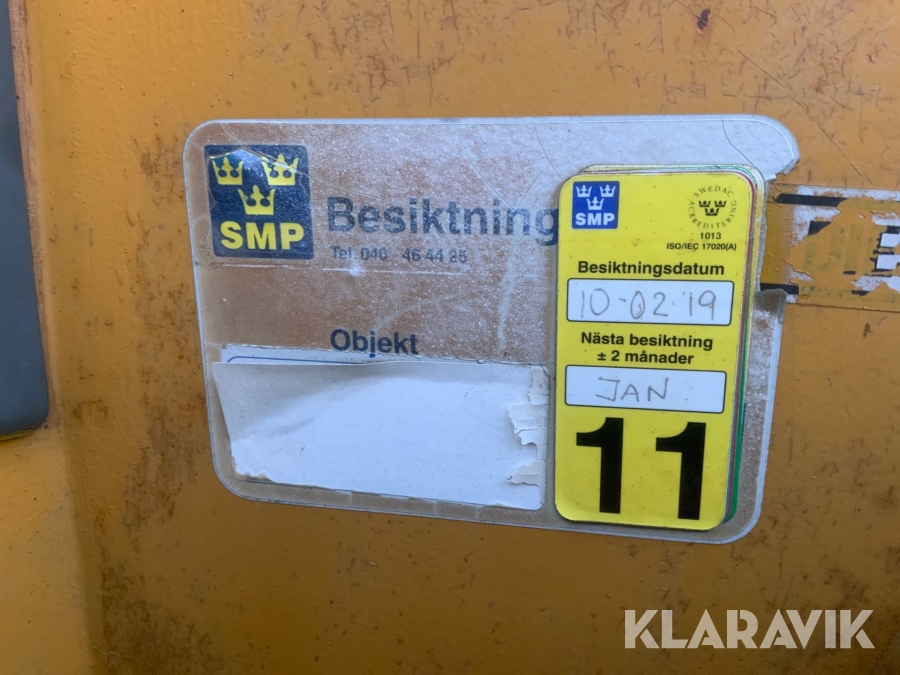 SMP
Besiktning
Tel 040 46 44 25
Objekt
SMP
SWEDAC
ACKREDITERING
1013
ISO/IEC 17020(A)
Besiktningsdatum
10-02-19
Nästa besiktning
± 2 månader
JAN
11
KLARAVIK